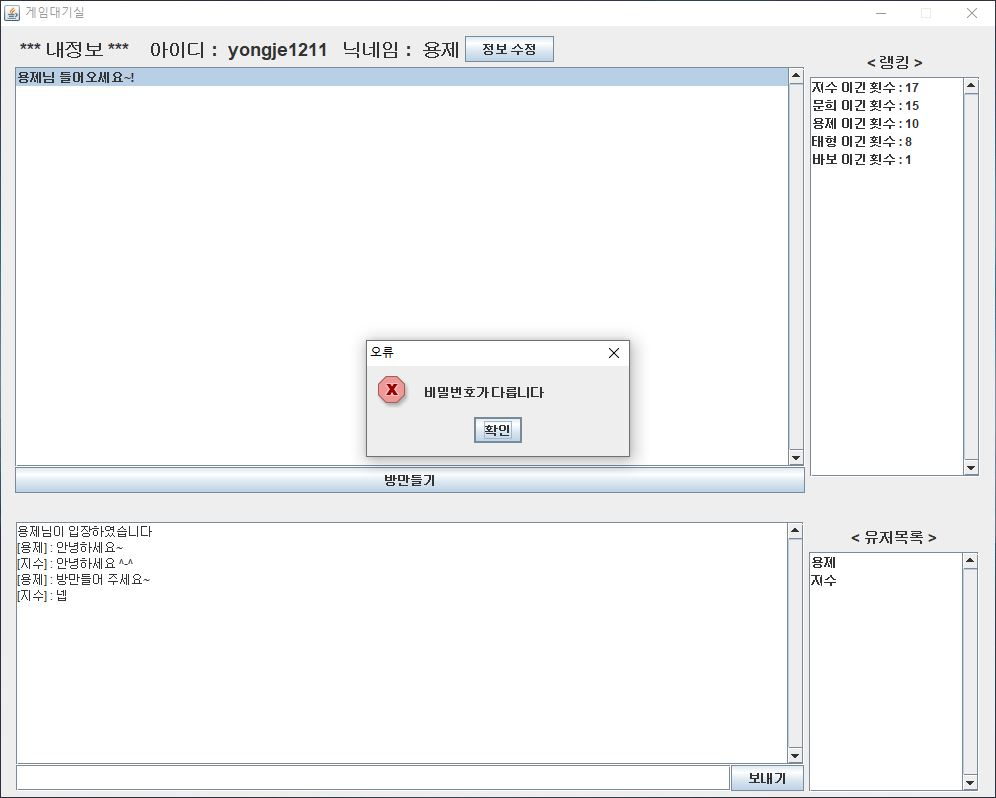 게임대기실
*** 내정보 *** 아이디 : yongje1211 닉네임 : 용제 정보 수정
용제님 들어오세요~!
< 랭킹 >
지수 이긴 횟수 : 17
문희 이긴 횟수 : 15
용제 이긴 횟수 : 10
태형 이긴 횟수 : 8
바보 이긴 횟수 : 1
오류
비밀번호가 다릅니다
확인
방만들기
용제님이 입장하였습니다
[용제] : 안녕하세요~
[지수] : 안녕하세요 ^-^
[용제] : 방만들어 주세요~
[지수] : 넵
< 유저목록 >
용제
지수
보내기